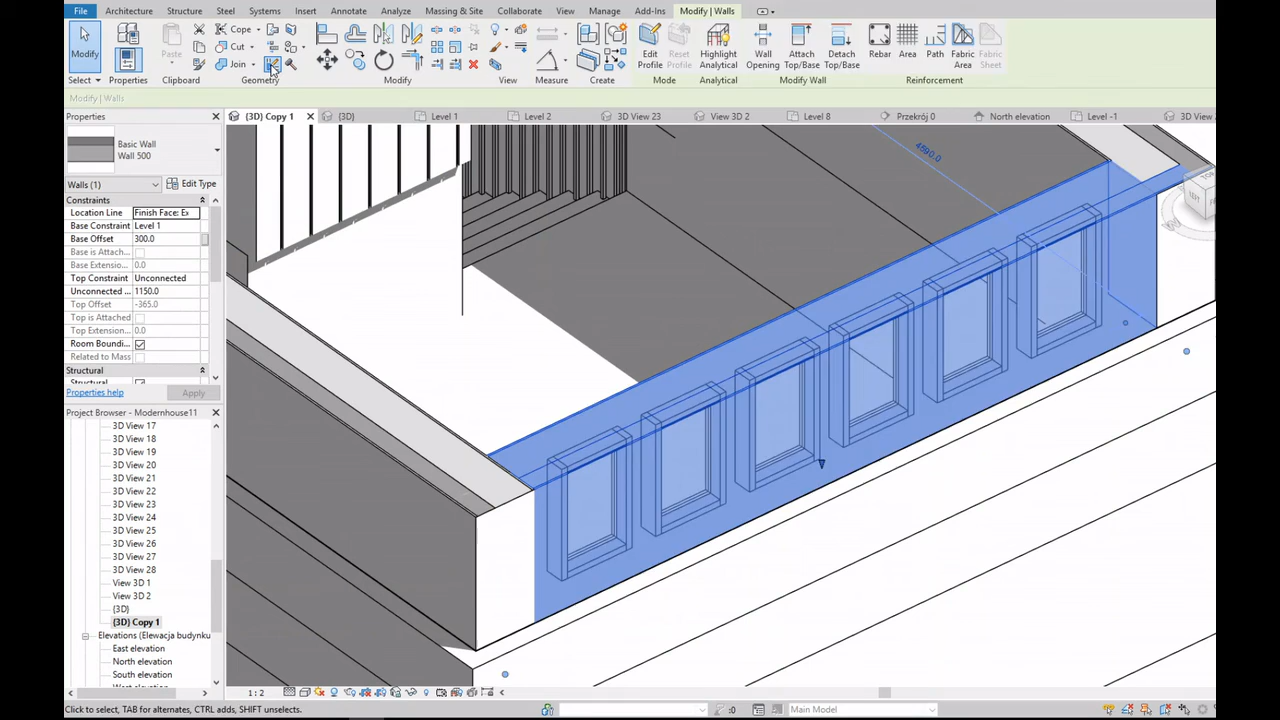 File Architecture Structure Steel Systems Insert Annotate Analyze Massing & Site Collaborate View Manage Add-Ins Modify | Walls
Modify Properties Paste Cope Cut Join Edit Profile Highlight Analytical Wall Opening Attach Top/Base Detach Top/Base Rebar Area Path Fabric Area Fabric Sheet
Select Properties Clipboard Geometry Modify View Measure Create Mode Analytical Modify Wall Reinforcement
Modify | Walls
Properties
{3D} Copy 1 {3D} Level 1 Level 2 3D View 23 View 3D 2 Level 8 Przekrój 0 North elevation Level -1 3D View
Basic Wall
Wall 500
Walls (1) Edit Type
Constraints
Location Line Finish Face: Ex
Base Constraint Level 1
Base Offset 300.0
Base is Attach...
Base Extensio... 0.0
Top Constraint Unconnected
Unconnected ... 1150.0
Top Offset -365.0
Top is Attached
Top Extension... 0.0
Room Boundi...
Related to Mass
Structural
Structural
Properties help Apply
Project Browser - Modernhouse11
3D View 17
3D View 18
3D View 19
3D View 20
3D View 21
3D View 22
3D View 23
3D View 24
3D View 25
3D View 26
3D View 27
3D View 28
View 3D 1
View 3D 2
{3D}
{3D} Copy 1
Elevations (Elewacja budynku
East elevation
North elevation
South elevation
4590.0
TOP
LEFT
1 : 2
Click to select, TAB for alternates, CTRL adds, SHIFT unselects. :0 Main Model